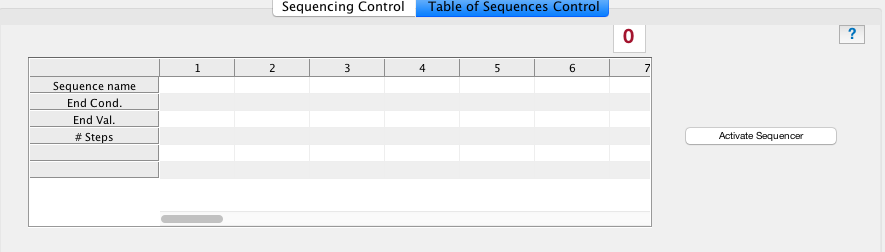 Sequencing Control Table of Sequences Control
0 ?
1 2 3 4 5 6 7
Sequence name
End Cond.
End Val.
# Steps
Activate Sequencer